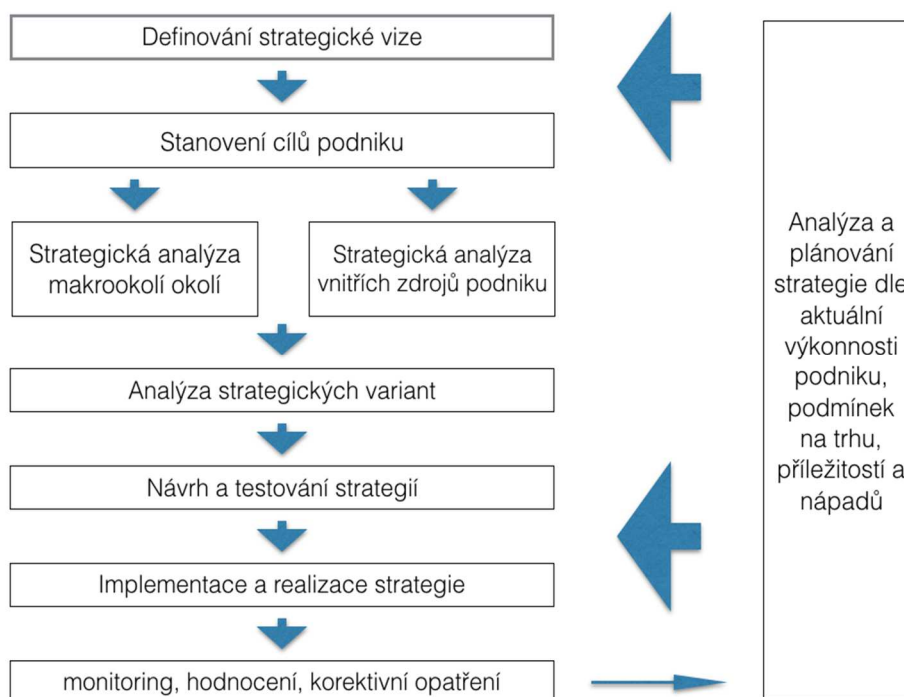 Definování strategické vize
Stanovení cílů podniku
Strategická analýza
makrookolí okolí
Strategická analýza
vnitřích zdrojů podniku
Analýza strategických variant
Návrh a testování strategií
Implementace a realizace strategie
monitoring, hodnocení, korektivní opatření
Analýza a
plánování
strategie dle
aktuální
výkonnosti
podniku,
podmínek
na trhu,
příležitostí a
nápadů